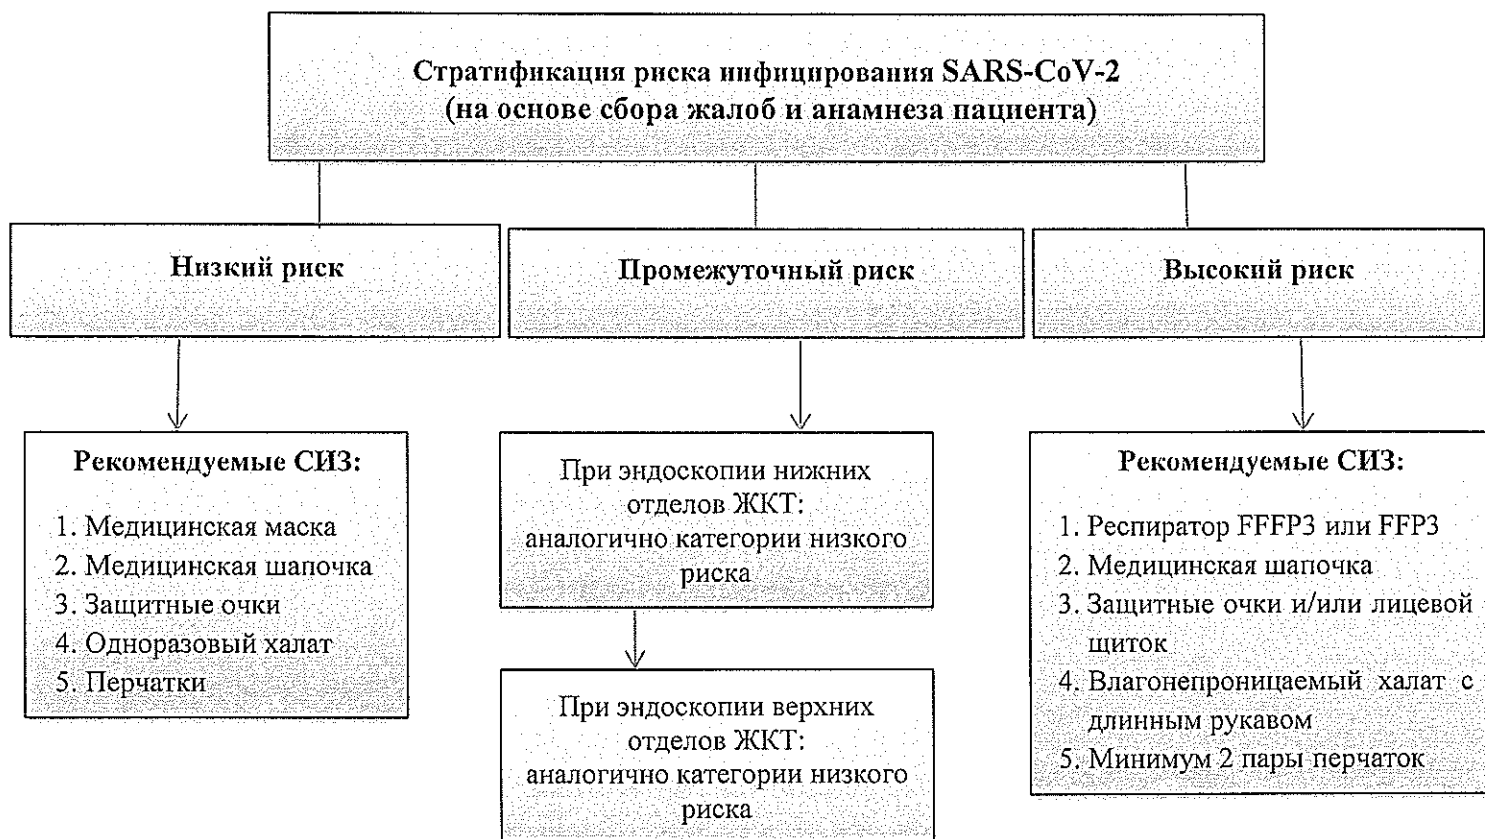 Стратификация риска инфицирования SARS-CoV-2
(на основе сбора жалоб и анамнеза пациента)
Низкий риск
Промежуточный риск
Высокий риск
Рекомендуемые СИЗ:
1. Медицинская маска
2. Медицинская шапочка
3. Защитные очки
4. Одноразовый халат
5. Перчатки
При эндоскопии нижних
отделов ЖКТ:
аналогично категории низкого
риска
При эндоскопии верхних
отделов ЖКТ:
аналогично категории низкого
риска
Рекомендуемые СИЗ:
1. Респиратор FFFP3 или FFP3
2. Медицинская шапочка
3. Защитные очки и/или лицевой
щиток
4. Влагонепроницаемый халат с
длинным рукавом
5. Минимум 2 пары перчаток